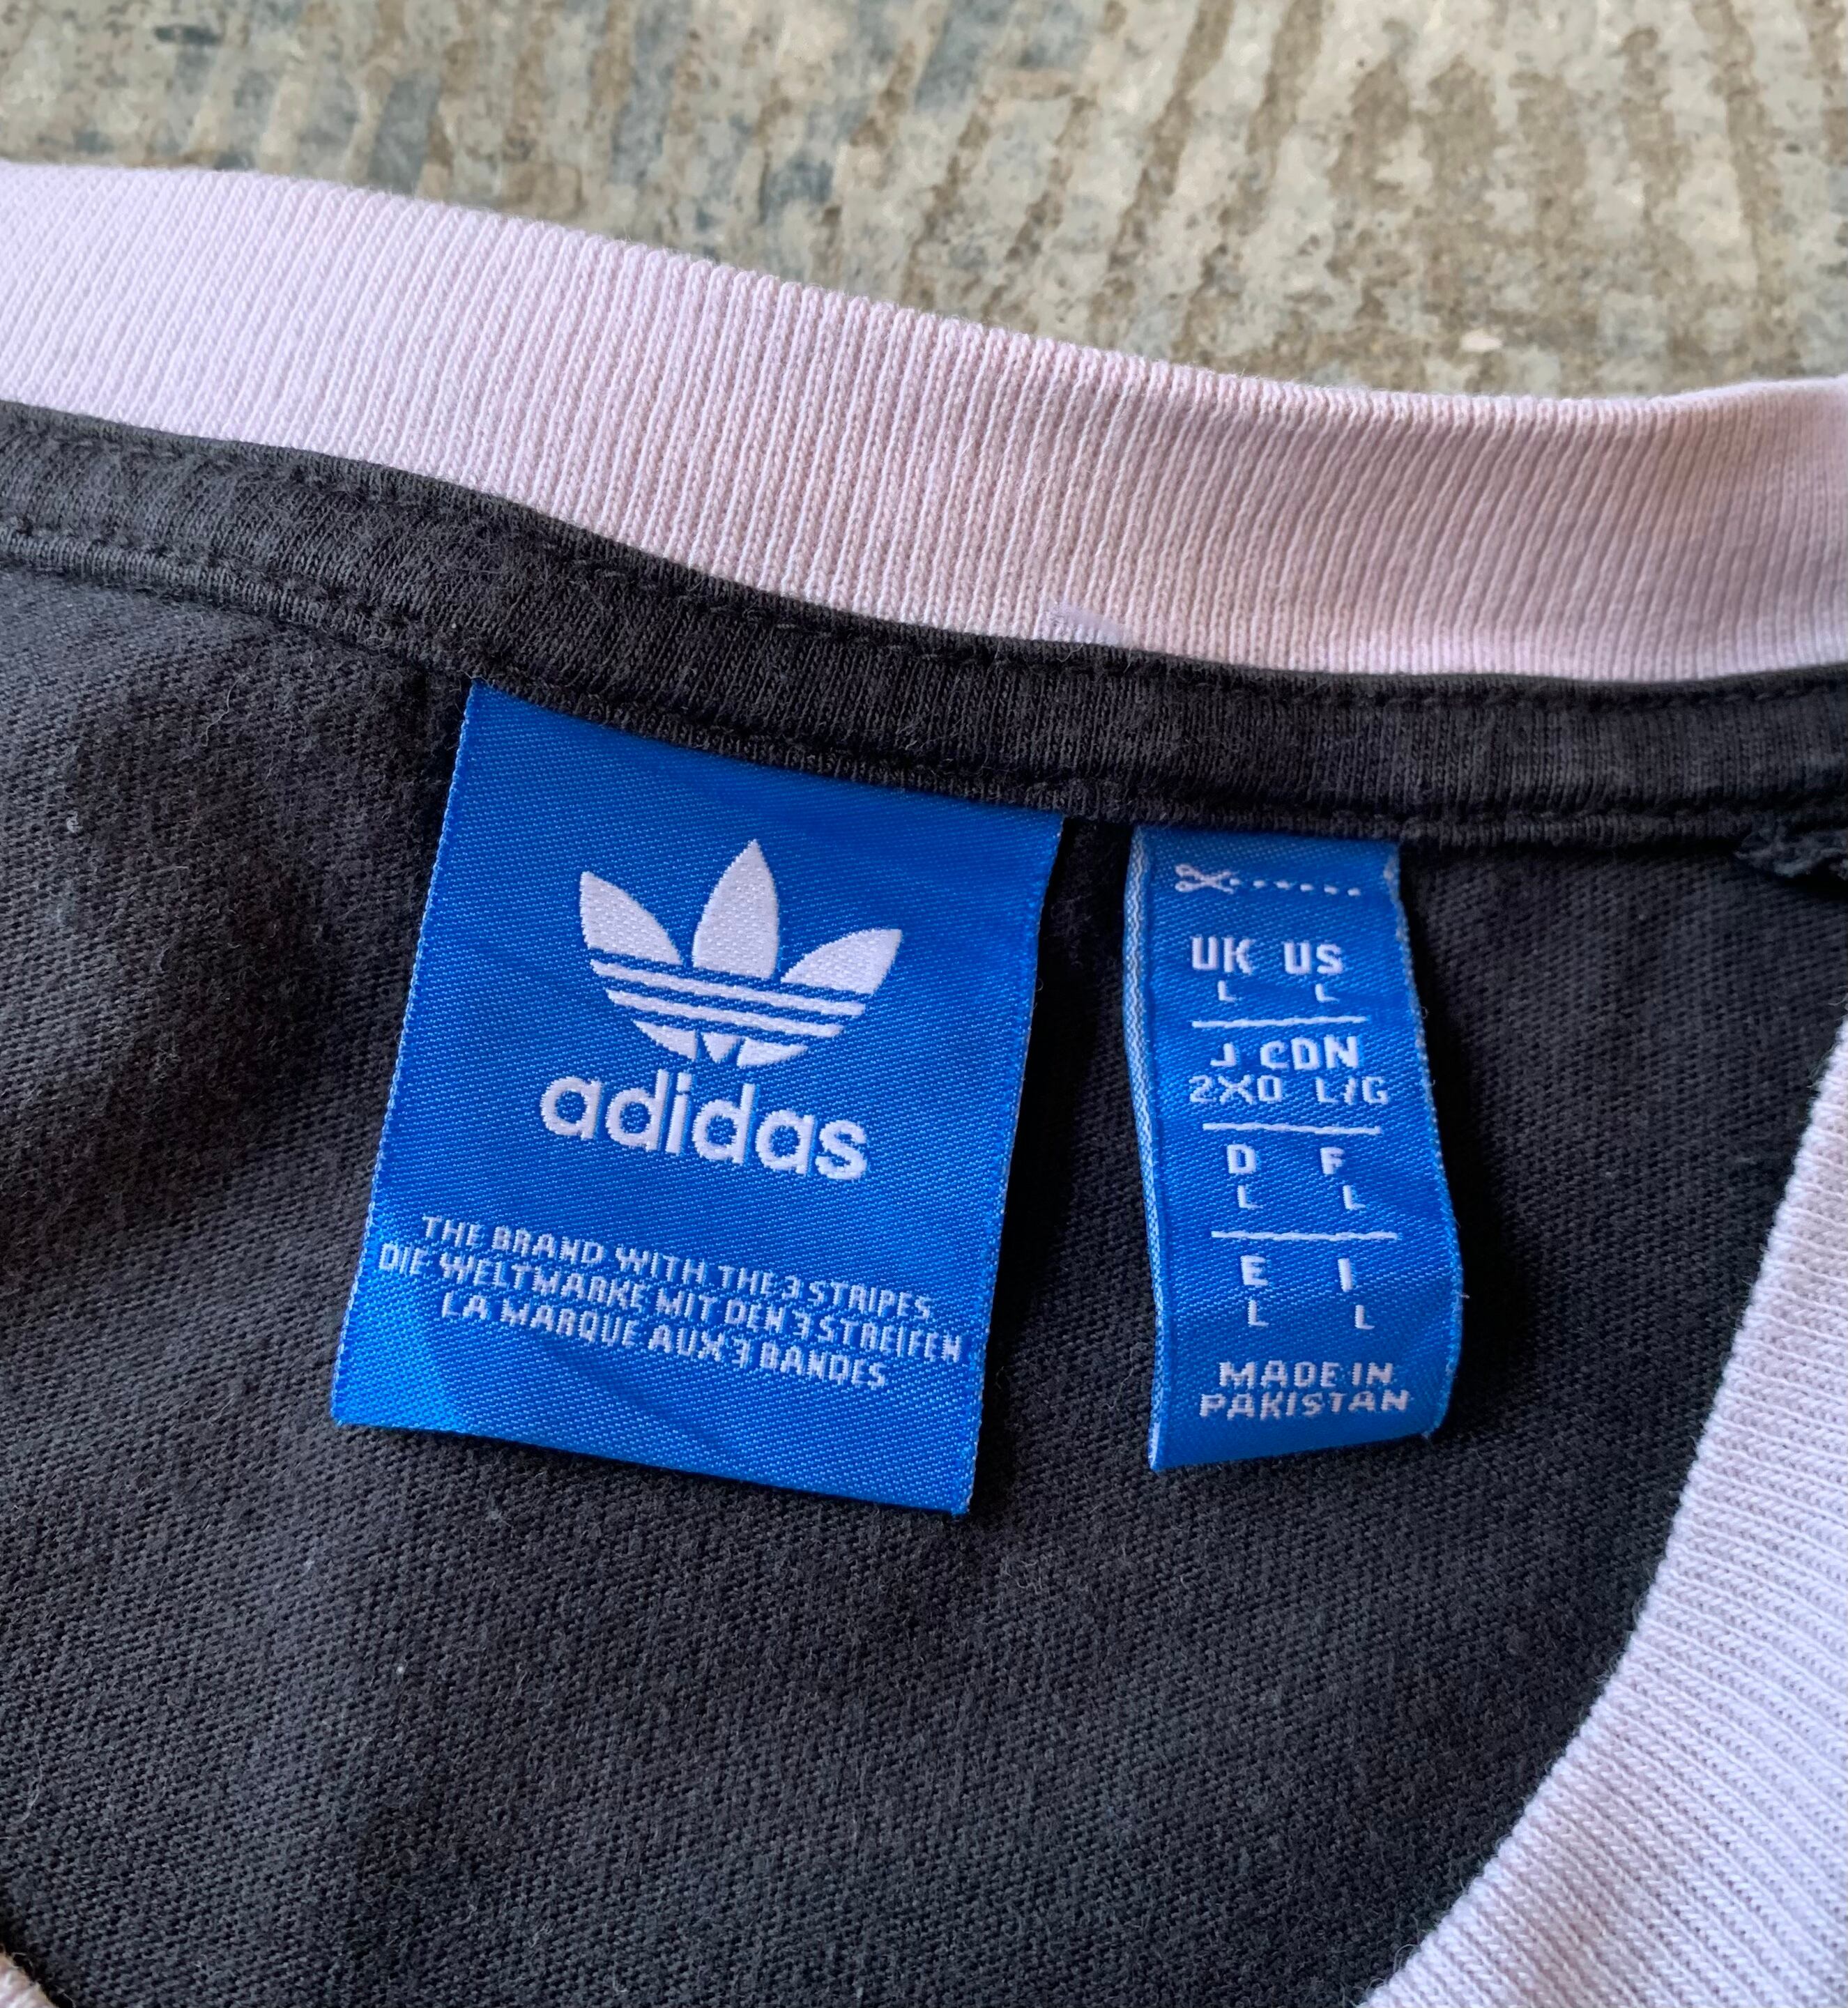 adidas
THE BRAND WITH THE 3 STRIPES
DIE WELTMARKE MIT DEN 3 STREIFEN
LA MARQUE AUX 3 BANDES
UK US
L L
J CDN
2XO L/G
D F
L L
E I
L L
MADE IN
PAKISTAN